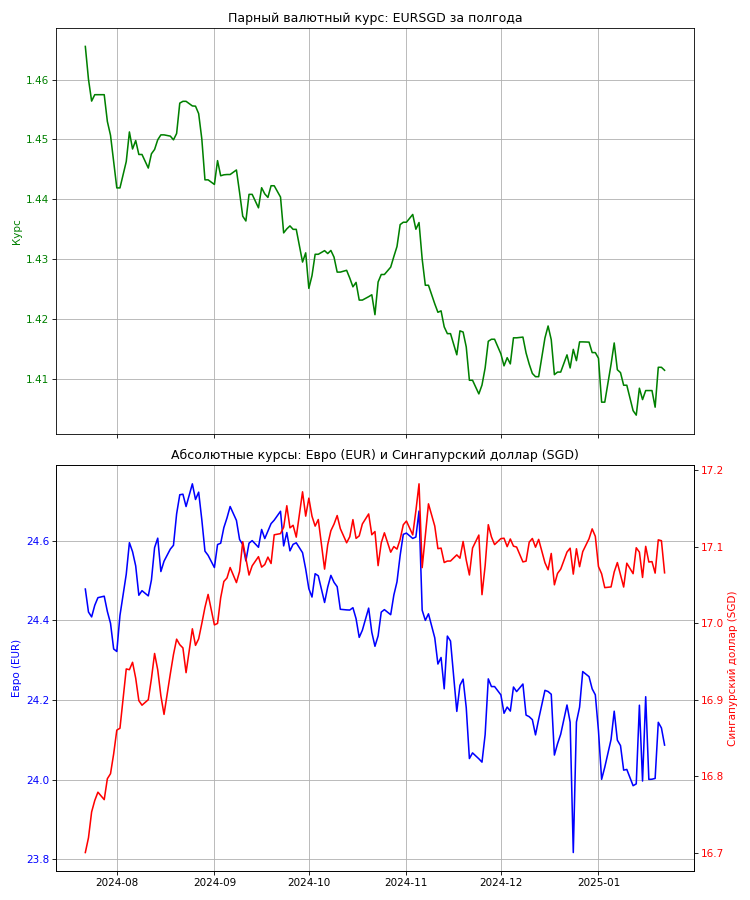 Парный валютный курс: EURSGD за полгода
1.46
1.45
1.44
1.43
1.42
1.41
Курс
Абсолютные курсы: Евро (EUR) и Сингапурский доллар (SGD)
24.6
24.4
24.2
24.0
23.8
Евро (EUR)
17.2
17.1
17.0
16.9
16.8
16.7
Сингапурский доллар (SGD)
2024-08 2024-09 2024-10 2024-11 2024-12 2025-01